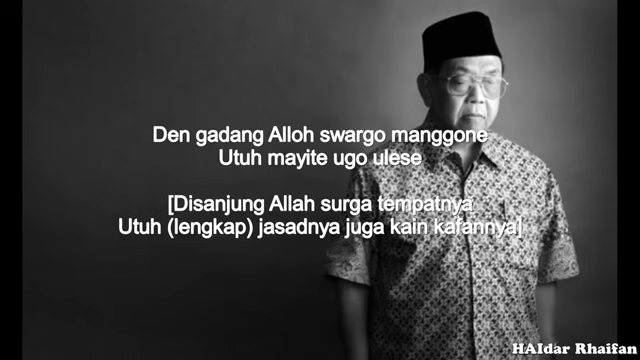 Den gadang Alloh swargo manggone
Utuh mayite ugo ulese
[Disanjung Allah surga tempatnya
Utuh (lengkap) jasadnya juga kain kafannya]
HAIdar Rhaifan